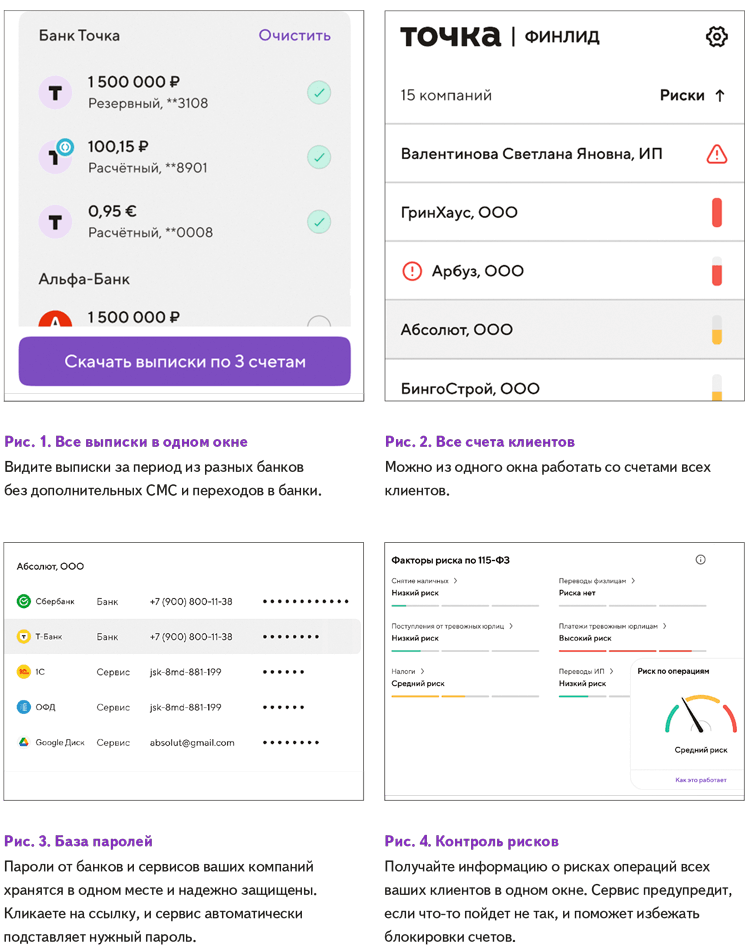 Банк Точка
Очистить
1 500 000 ₽
Резервный, **3108
100,15 ₽
Расчётный, **8901
0,95 €
Расчётный, **0008
Альфа-Банк
1 500 000 ₽
Скачать выписки по 3 счетам
Рис. 1. Все выписки в одном окне
Видите выписки за период из разных банков
без дополнительных СМС и переходов в банки.
точка | ФИНЛИД
15 компаний
Риски ↑
Валентинова Светлана Яновна, ИП
ГринХаус, ООО
Арбуз, ООО
Абсолют, ООО
БингоСтрой, ООО
Рис. 2. Все счета клиентов
Можно из одного окна работать со счетами всех
клиентов.
Абсолют, ООО
Сбербанк Банк +7 (900) 800-11-38 ••••••••••••
Т-Банк Банк +7 (900) 800-11-38 ••••••••
1С Сервис jsk-8md-881-199 ••••••
ОФД Сервис jsk-8md-881-199 ••••••
Google Диск Сервис absolut@gmail.com ••••••••
Рис. 3. База паролей
Пароли от банков и сервисов ваших компаний
хранятся в одном месте и надежно защищены.
Кликаете на ссылку, и сервис автоматически
подставляет нужный пароль.
Факторы риска по 115-ФЗ
Снятие наличных >
Низкий риск
Переводы физлицам >
Риска нет
Поступления от тревожных юрлиц >
Низкий риск
Платежи тревожным юрлицам >
Высокий риск
Налоги >
Средний риск
Переводы ИП >
Низкий риск
Риск по операциям
Средний риск
Как это работает
Рис. 4. Контроль рисков
Получайте информацию о рисках операций всех
ваших клиентов в одном окне. Сервис предупредит,
если что-то пойдет не так, и поможет избежать
блокировки счетов.